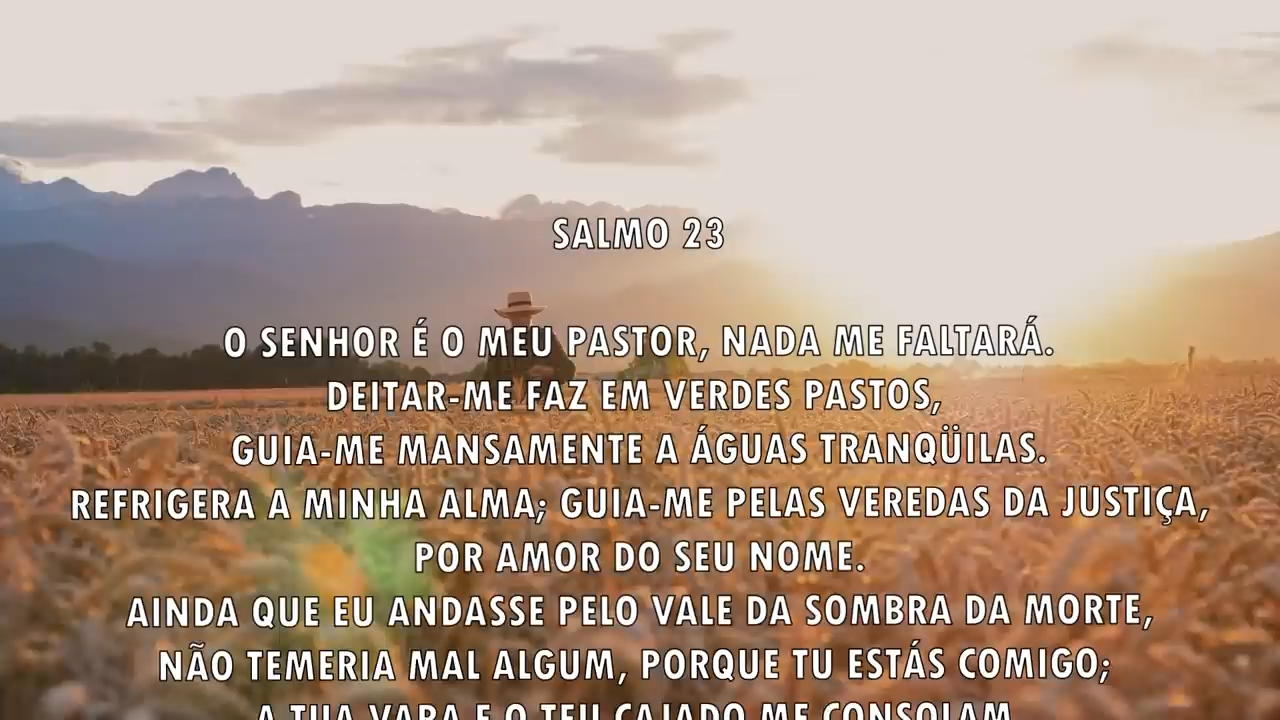 SALMO 23
O SENHOR É O MEU PASTOR, NADA ME FALTARÁ.
DEITAR-ME FAZ EM VERDES PASTOS,
GUIA-ME MANSAMENTE A ÁGUAS TRANQÜILAS.
REFRIGERA A MINHA ALMA; GUIA-ME PELAS VEREDAS DA JUSTIÇA,
POR AMOR DO SEU NOME.
AINDA QUE EU ANDASSE PELO VALE DA SOMBRA DA MORTE,
NÃO TEMERIA MAL ALGUM, PORQUE TU ESTÁS COMIGO;
A TUA VARA E O TEU CAJADO ME CONSOLAM